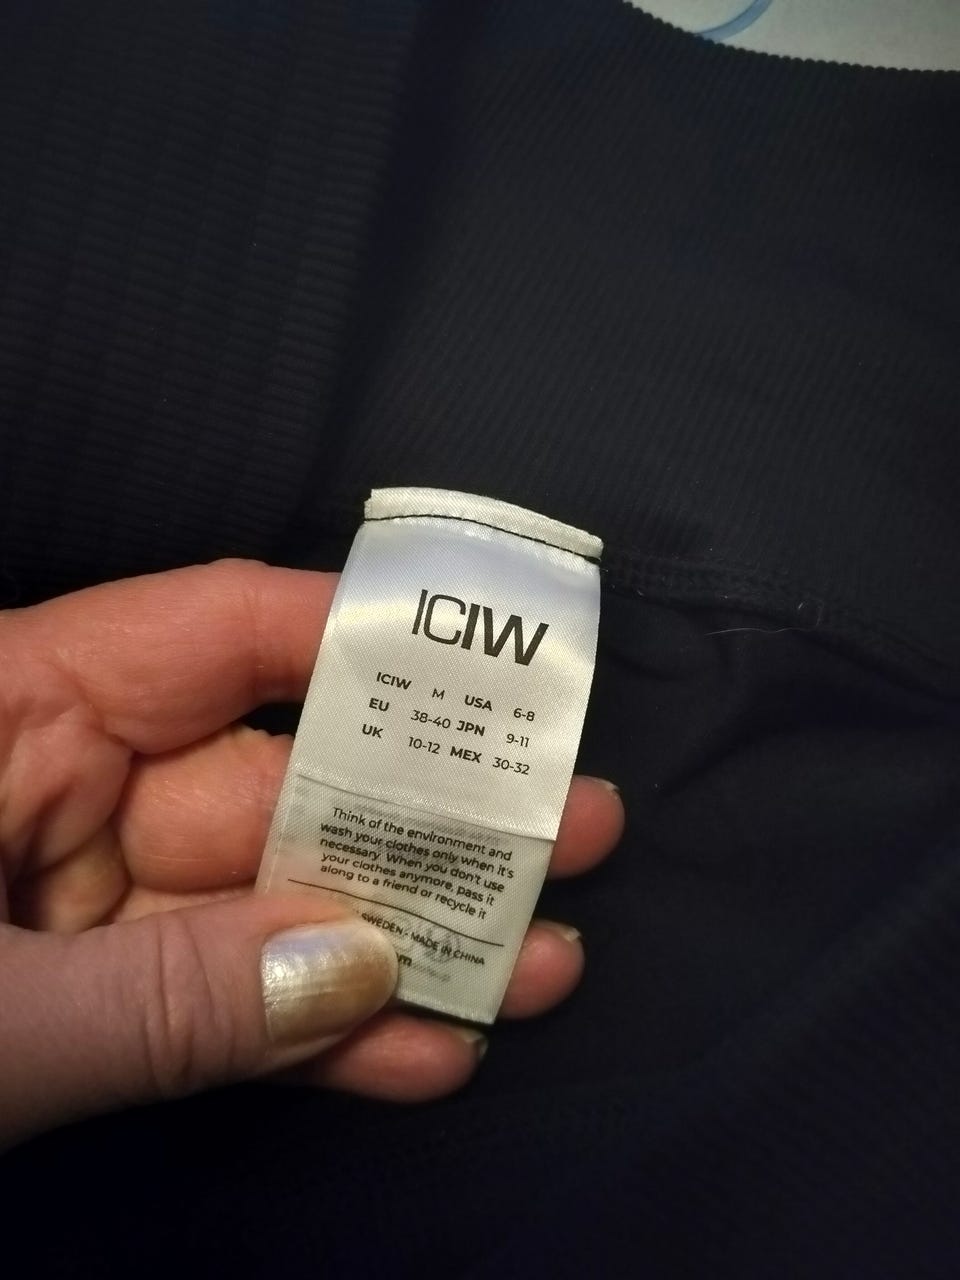 ICIW
ICIW M USA 6-8
EU 38-40 JPN 9-11
UK 10-12 MEX 30-32
Think of the environment and
wash your clothes only when it's
necessary. When you don't use
your clothes anymore, pass it
along to a friend or recycle it
SWEDEN - MADE IN CHINA